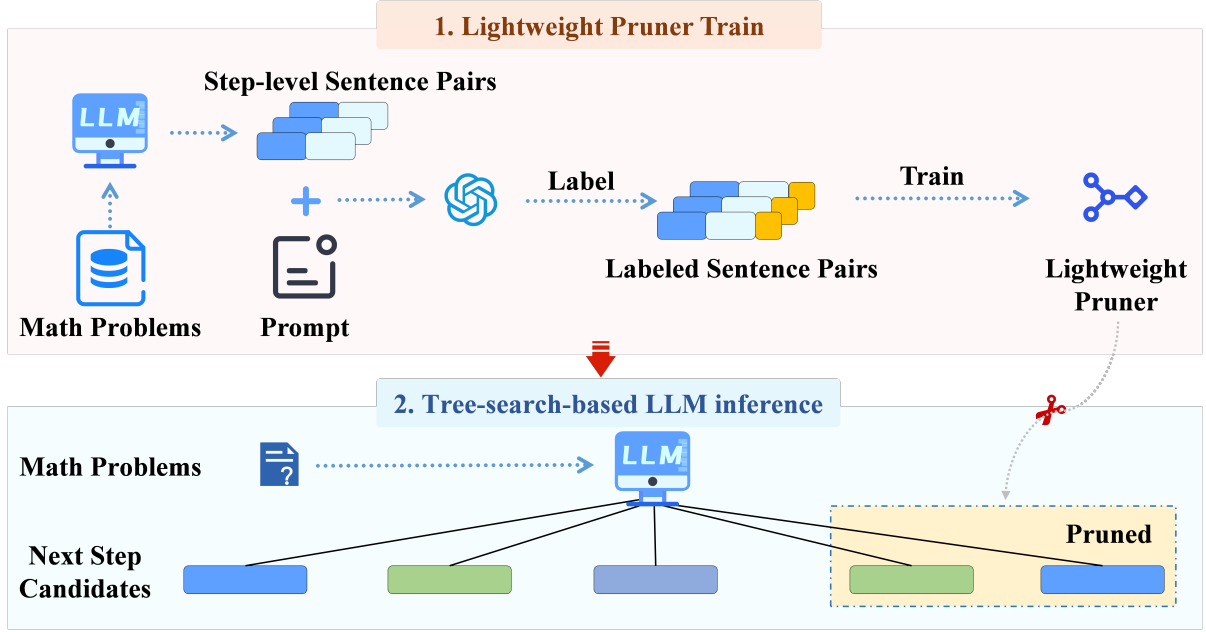 1. Lightweight Pruner Train
Step-level Sentence Pairs
LLM
Label
Train
Labeled Sentence Pairs
Lightweight
Pruner
Math Problems
Prompt
2. Tree-search-based LLM inference
Math Problems
?
LLM
Pruned
Next Step
Candidates